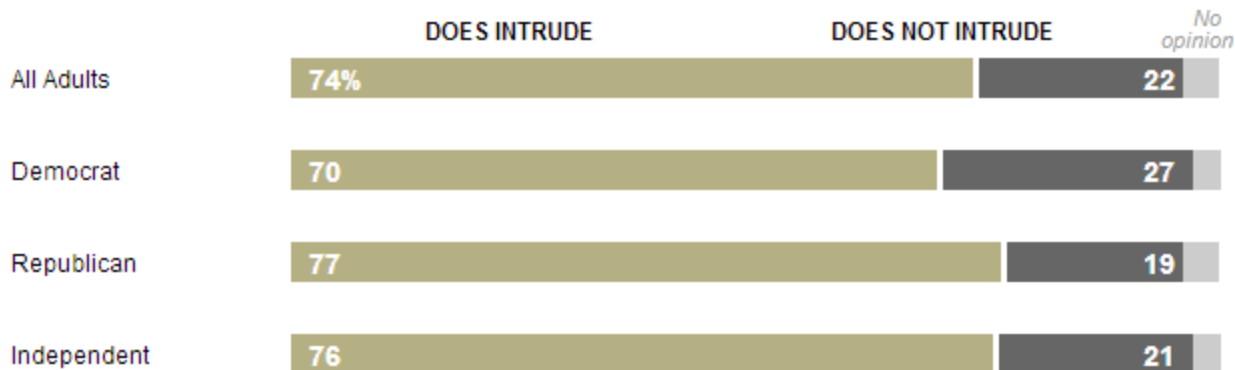 DOES INTRUDE DOES NOT INTRUDE No opinion
All Adults 74% 22
Democrat 70 27
Republican 77 19
Independent 76 21